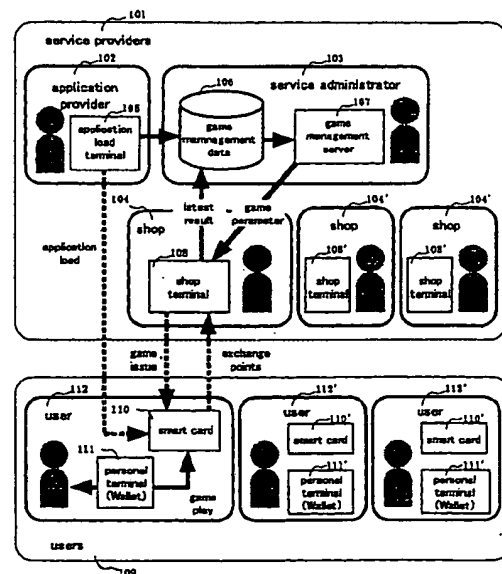 101
service providers
102
application
provider
105
application
load
terminal
103
106
service administrator
game
memnegement
data
107
game
management
server
application
load
104
latest
result
game
parameter
shop
108
shop
terminal
104'
shop
108'
shop
terminal
104'
shop
108'
shop
terminal
game
issue
exchange
points
112
user
110
smart card
111
personal
terminal
(Wallet)
game
play
112'
user
110'
smart card
111'
personal
terminal
(Wallet)
112'
user
110'
smart card
111'
personal
terminal
(Wallet)
users
109